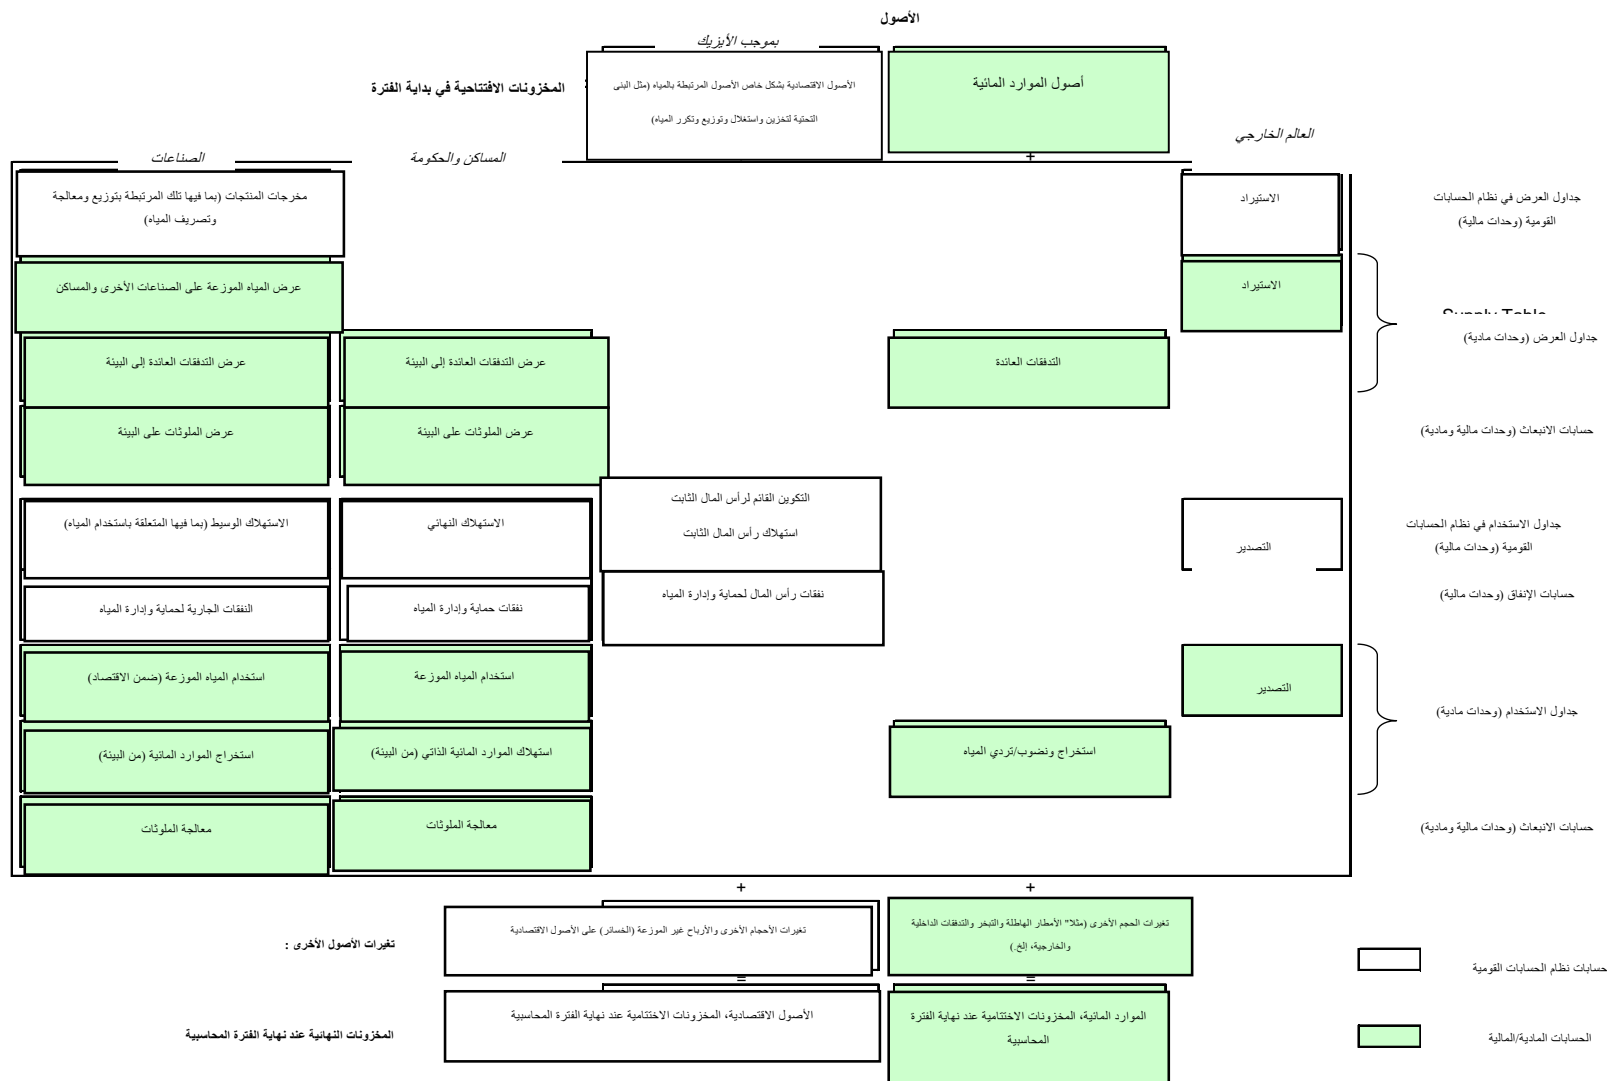 الأصول
بموجب الأيزيك
المخزونات الافتتاحية في بداية الفترة :
الأصول الاقتصادية بشكل خاص الأصول المرتبطة بالمياه (مثل البنى
التحتية لتخزين واستغلال وتوزيع وتكرر المياه)
أصول الموارد المائية
+
العالم الخارجي
المساكن والحكومة
الصناعات
جداول العرض في نظام الحسابات
القومية (وحدات مالية)
الاستيراد
مخرجات المنتجات (بما فيها تلك المرتبطة بتوزيع ومعالجة
وتصريف المياه)
الاستيراد
عرض المياه الموزعة على الصناعات الأخرى والمساكن
Supply Table
جداول العرض (وحدات مادية)
التدفقات العائدة
عرض التدفقات العائدة إلى البيئة
عرض التدفقات العائدة إلى البيئة
حسابات الانبعاث (وحدات مالية ومادية)
عرض الملوثات على البيئة
عرض الملوثات على البيئة
جداول الاستخدام في نظام الحسابات
القومية (وحدات مالية)
التصدير
التكوين القائم لرأس المال الثابت
استهلاك رأس المال الثابت
الاستهلاك النهائي
الاستهلاك الوسيط (بما فيها المتعلقة باستخدام المياه)
حسابات الإنفاق (وحدات مالية)
نفقات رأس المال لحماية وإدارة المياه
نفقات حماية وإدارة المياه
النفقات الجارية لحماية وإدارة المياه
جداول الاستخدام (وحدات مادية)
التصدير
استخدام المياه الموزعة
استخدام المياه الموزعة (ضمن الاقتصاد)
استخراج ونضوب/تردي المياه
استهلاك الموارد المائية الذاتي (من البيئة)
استخراج الموارد المائية (من البيئة)
حسابات الانبعاث (وحدات مالية ومادية)
معالجة الملوثات
معالجة الملوثات
+
+
تغيرات الحجم الأخرى (مثلا" الأمطار الهاطلة والتبخر والتدفقات الداخلية
والخارجية، إلخ.)
تغيرات الأحجام الأخرى والأرباح غير الموزعة (الخسائر) على الأصول الاقتصادية
تغيرات الأصول الأخرى :
=
=
الموارد المائية، المخزونات الاختتامية عند نهاية الفترة
المحاسبية
الأصول الاقتصادية، المخزونات الاختتامية عند نهاية الفترة المحاسبية
المخزونات النهائية عند نهاية الفترة المحاسبية
حسابات نظام الحسابات القومية
الحسابات المادية/المالية